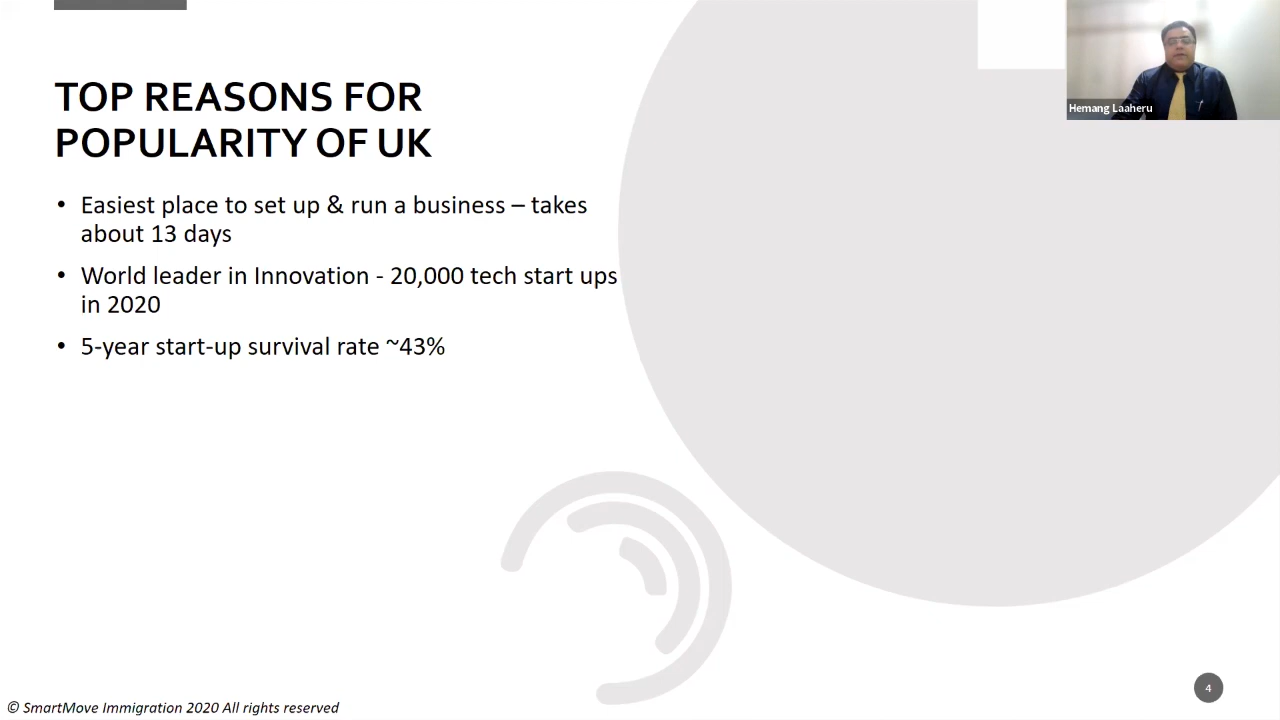 TOP REASONS FOR
POPULARITY OF UK
• Easiest place to set up & run a business – takes
about 13 days
• World leader in Innovation - 20,000 tech start ups
in 2020
• 5-year start-up survival rate ~43%
Hemang Laaheru
4
© SmartMove Immigration 2020 All rights reserved